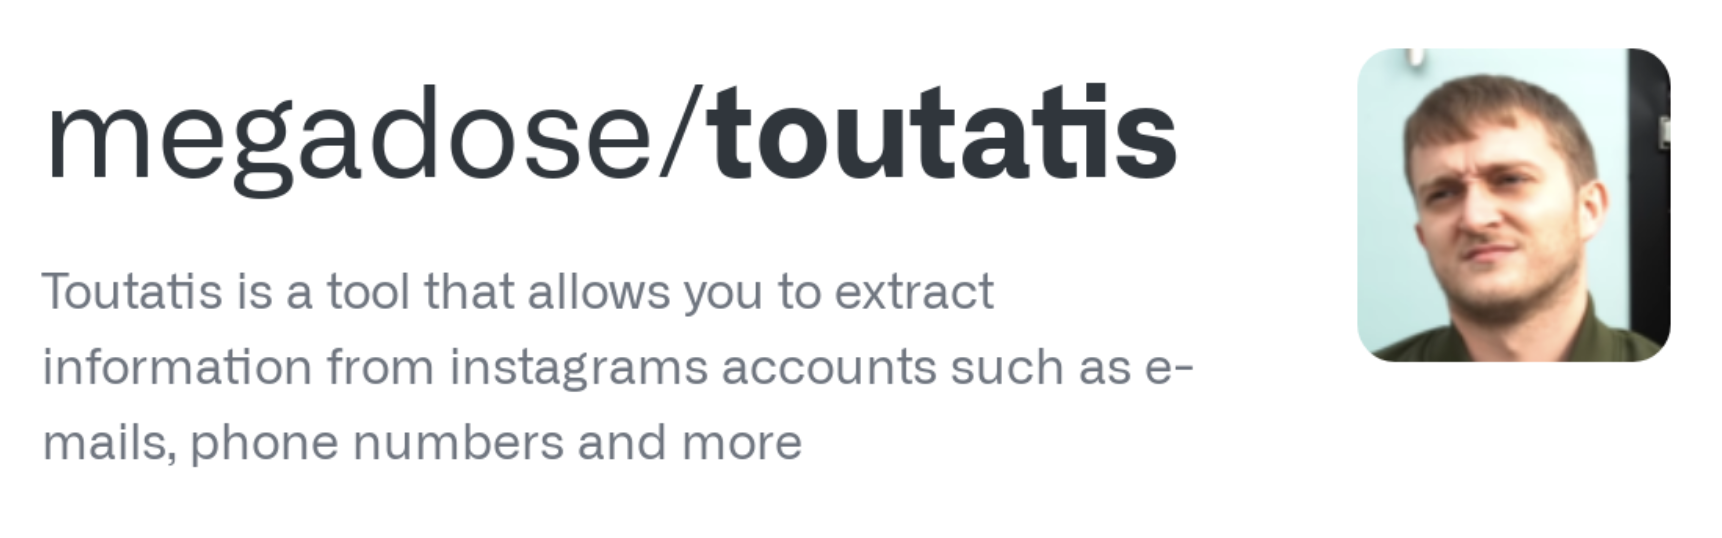 megadose/toutatis
Toutatis is a tool that allows you to extract
information from instagrams accounts such as e-
mails, phone numbers and more